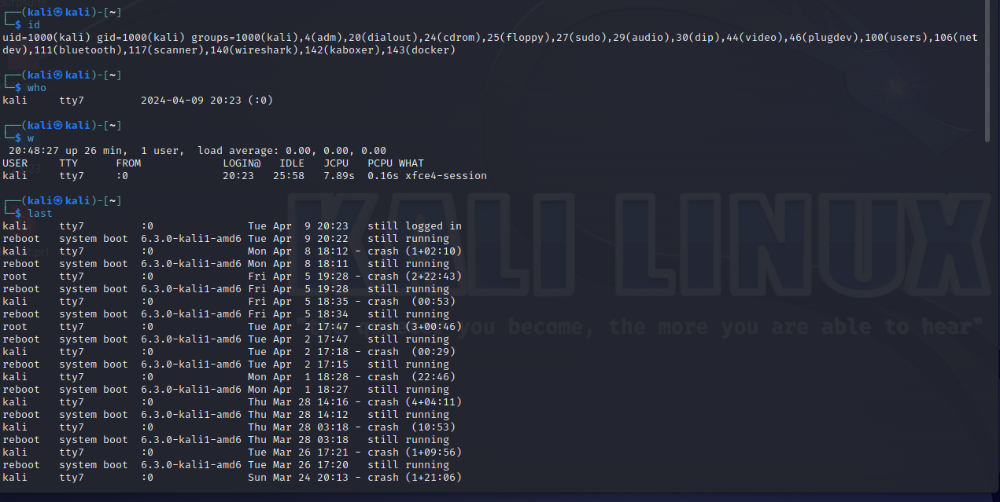 ┌──(kali㉿kali)-[~]
└─$ id
uid=1000(kali) gid=1000(kali) groups=1000(kali),4(adm),20(dialout),24(cdrom),25(floppy),27(sudo),29(audio),30(dip),44(video),46(plugdev),100(users),106(net
dev),111(bluetooth),117(scanner),140(wireshark),142(kaboxer),143(docker)
┌──(kali㉿kali)-[~]
└─$ who
kali     tty7         2024-04-09 20:23 (:0)
┌──(kali㉿kali)-[~]
└─$ w
 20:48:27 up 26 min,  1 user,  load average: 0.00, 0.00, 0.00
USER     TTY      FROM             LOGIN@   IDLE   JCPU   PCPU WHAT
kali     tty7     :0               20:23   25:58   7.89s  0.16s xfce4-session
┌──(kali㉿kali)-[~]
└─$ last
kali     tty7         :0               Tue Apr  9 20:23   still logged in
reboot   system boot  6.3.0-kali1-amd6 Tue Apr  9 20:22   still running
kali     tty7         :0               Mon Apr  8 18:12 - crash (1+02:10)
reboot   system boot  6.3.0-kali1-amd6 Mon Apr  8 18:11   still running
root     tty7         :0               Fri Apr  5 19:28 - crash (2+22:43)
reboot   system boot  6.3.0-kali1-amd6 Fri Apr  5 19:28   still running
kali     tty7         :0               Fri Apr  5 18:35 - crash  (00:53)
reboot   system boot  6.3.0-kali1-amd6 Fri Apr  5 18:34   still running
root     tty7         :0               Tue Apr  2 17:47 - crash (3+00:46)
reboot   system boot  6.3.0-kali1-amd6 Tue Apr  2 17:47   still running
kali     tty7         :0               Tue Apr  2 17:18 - crash  (00:29)
reboot   system boot  6.3.0-kali1-amd6 Tue Apr  2 17:15   still running
kali     tty7         :0               Mon Apr  1 18:28 - crash  (22:46)
reboot   system boot  6.3.0-kali1-amd6 Mon Apr  1 18:27   still running
kali     tty7         :0               Thu Mar 28 14:16 - crash (4+04:11)
reboot   system boot  6.3.0-kali1-amd6 Thu Mar 28 14:12   still running
kali     tty7         :0               Thu Mar 28 03:18 - crash  (10:53)
reboot   system boot  6.3.0-kali1-amd6 Thu Mar 28 03:18   still running
kali     tty7         :0               Tue Mar 26 17:21 - crash (1+09:56)
reboot   system boot  6.3.0-kali1-amd6 Tue Mar 26 17:20   still running
kali     tty7         :0               Sun Mar 24 20:13 - crash (1+21:06)
KALI LINUX
you become, the more you are able to hear"